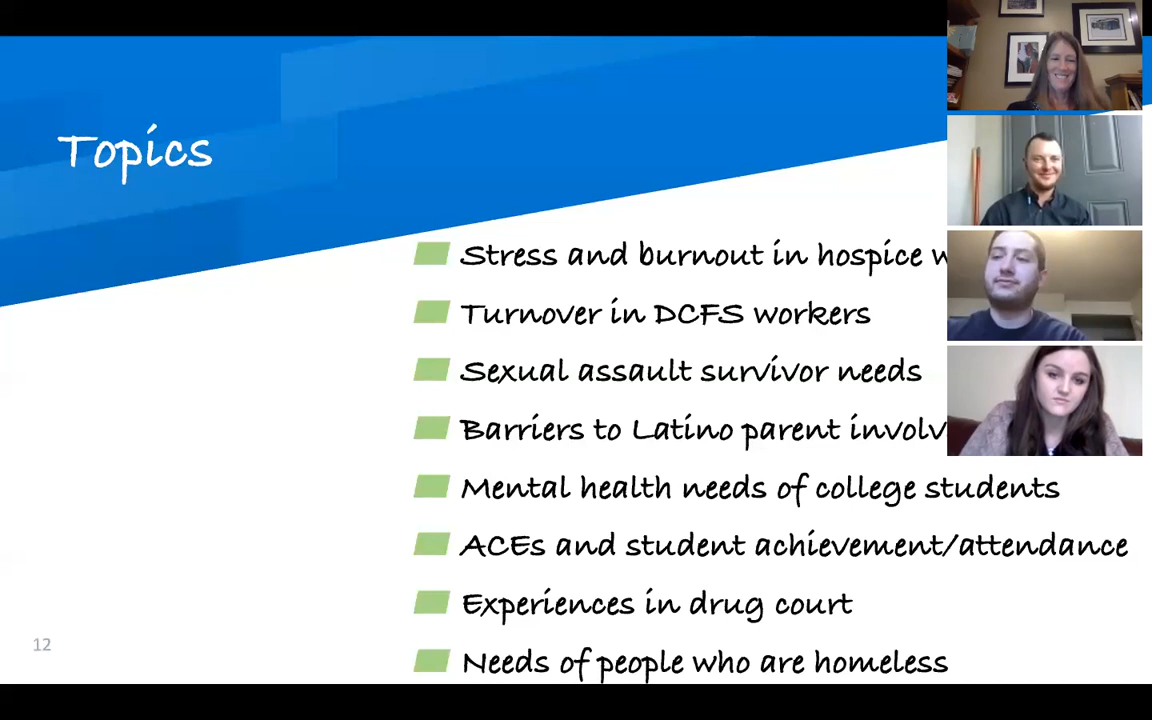 Topics
Stress and burnout in hospice
Turnover in DCFS workers
Sexual assault survivor needs
Barriers to Latino parent
Mental health needs of college students
ACEs and student achievement/attendance
Experiences in drug court
Needs of people who are homeless
12